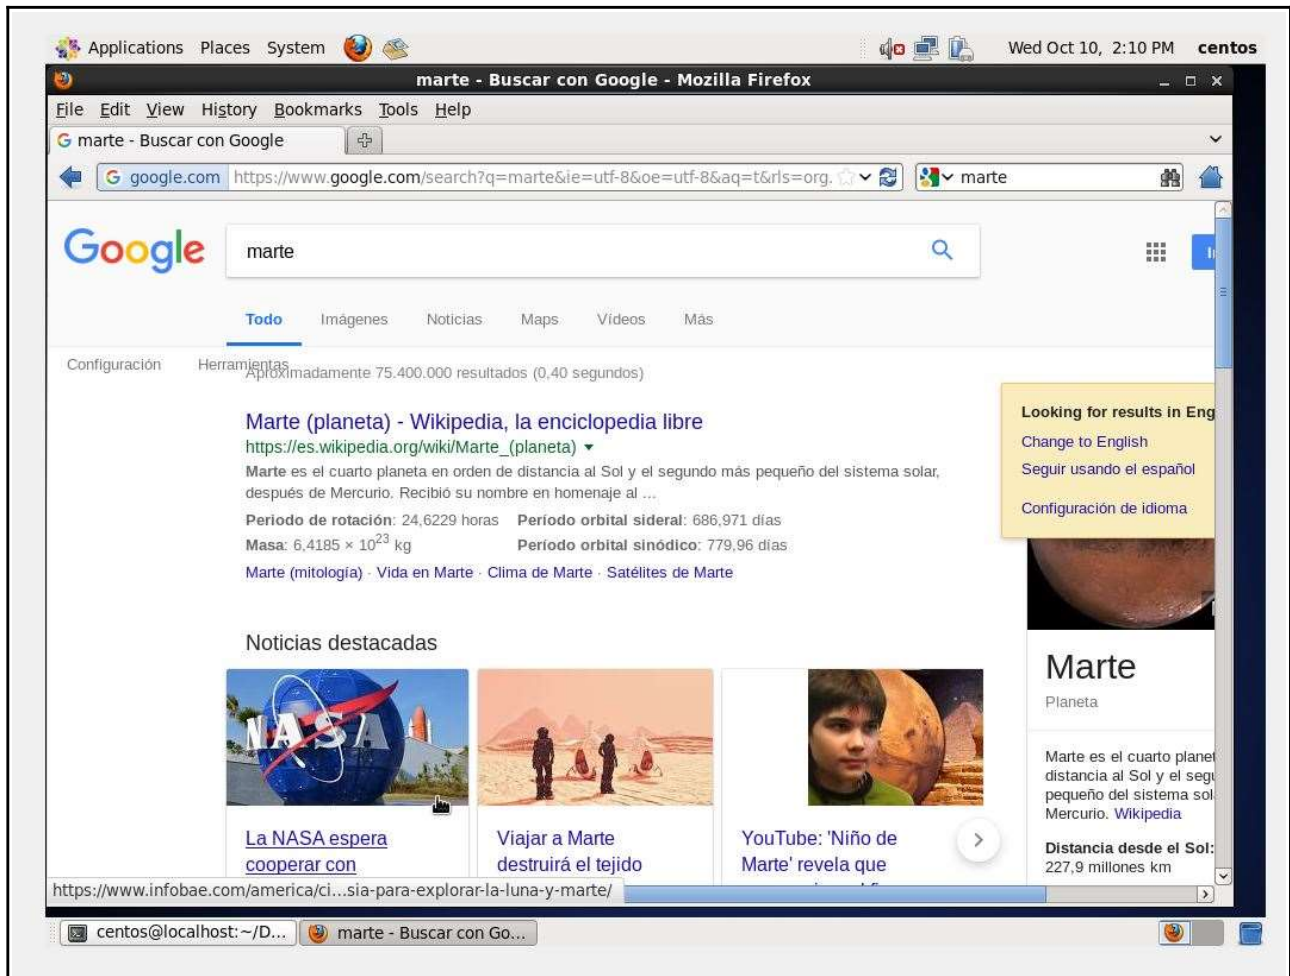 Applications Places System Wed Oct 10, 2:10 PM centos
marte - Buscar con Google - Mozilla Firefox
File Edit View History Bookmarks Tools Help
marte - Buscar con Google
google.com https://www.google.com/search?q=marte&ie=utf-8&oe=utf-8&aq=t&rls=org. marte
Google marte
Todo Imágenes Noticias Maps Vídeos Más
Configuración Herramientas
Aproximadamente 75.400.000 resultados (0,40 segundos)
Marte (planeta) - Wikipedia, la enciclopedia libre
https://es.wikipedia.org/wiki/Marte_(planeta)
Marte es el cuarto planeta en orden de distancia al Sol y el segundo más pequeño del sistema solar,
después de Mercurio. Recibió su nombre en homenaje al ...
Periodo de rotación: 24,6229 horas Período orbital sideral: 686,971 días
Masa: 6,4185 × 10²³ kg Período orbital sinódico: 779,96 días
Marte (mitología) · Vida en Marte · Clima de Marte · Satélites de Marte
Looking for results in Eng
Change to English
Seguir usando el español
Configuración de idioma
Noticias destacadas
NASA
La NASA espera
cooperar con
Viajar a Marte
destruirá el tejido
YouTube: 'Niño de
Marte' revela que
Marte
Planeta
Marte es el cuarto planet
distancia al Sol y el segu
pequeño del sistema sol
Mercurio. Wikipedia
Distancia desde el Sol:
227,9 millones km
https://www.infobae.com/america/ci...sia-para-explorar-la-luna-y-marte/
centos@localhost:~/D... marte - Buscar con Go...